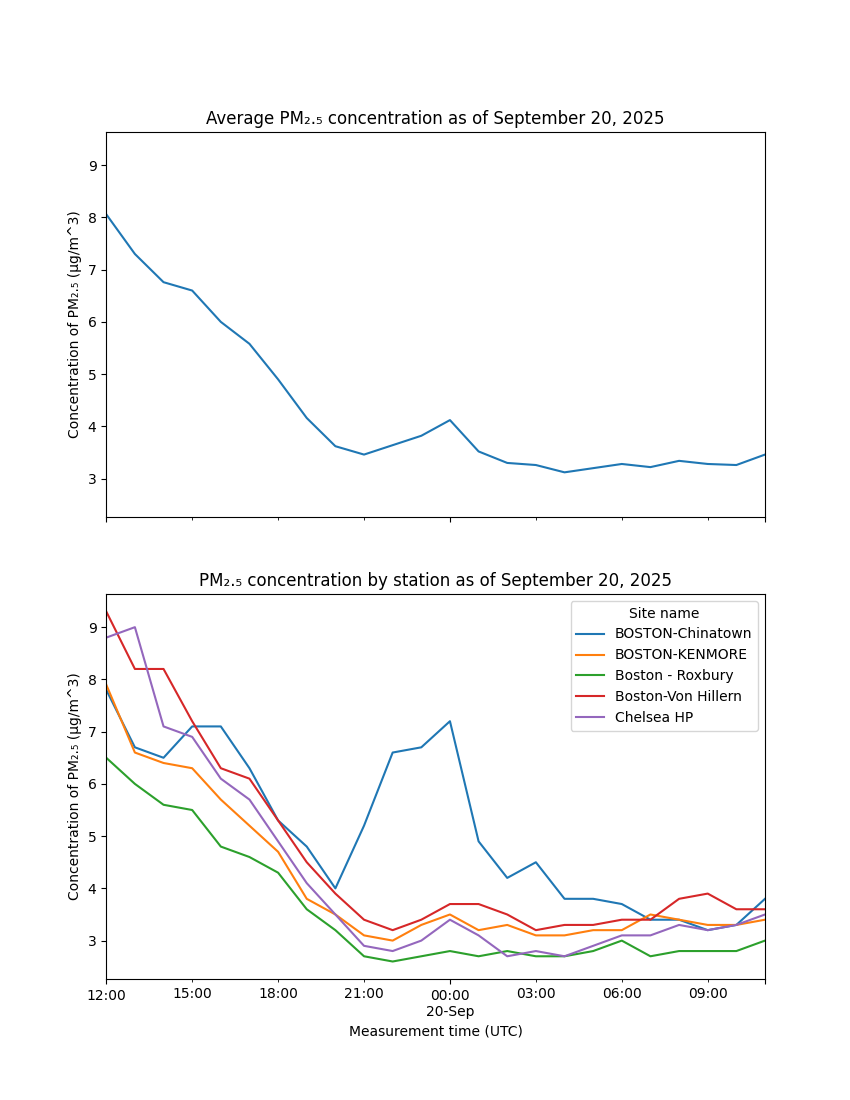 Average PM₂.₅ concentration as of September 20, 2025
Concentration of PM₂.₅ (μg/m^3)
9
8
7
6
5
4
3
PM₂.₅ concentration by station as of September 20, 2025
Concentration of PM₂.₅ (μg/m^3)
9
8
7
6
5
4
3
Site name
BOSTON-Chinatown
BOSTON-KENMORE
Boston - Roxbury
Boston-Von Hillern
Chelsea HP
12:00 15:00 18:00 21:00 00:00 03:00 06:00 09:00
20-Sep
Measurement time (UTC)